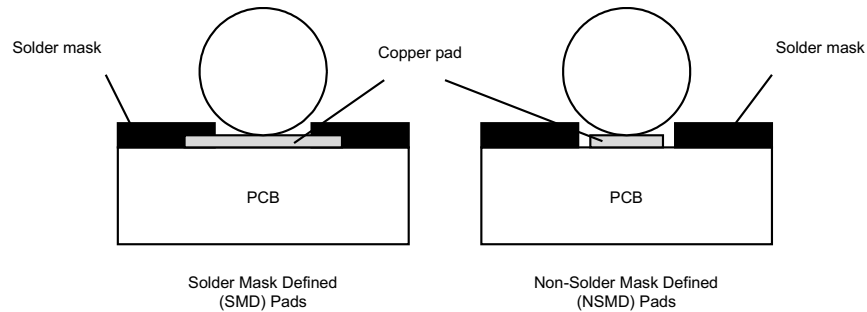 Solder mask
Copper pad
Solder mask
PCB
PCB
Solder Mask Defined
(SMD) Pads
Non-Solder Mask Defined
(NSMD) Pads